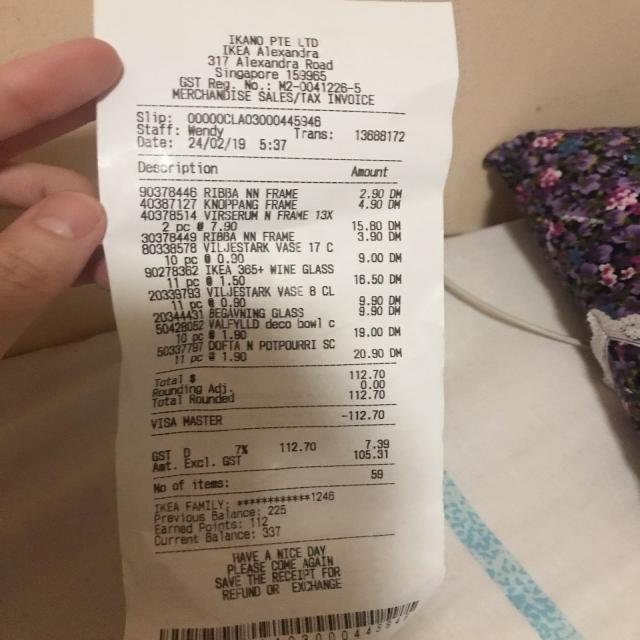 IKANO PTE LTD
IKEA Alexandra
317 Alexandra Road
Singapore 159965
GST Reg. No.: M2-0041226-5
MERCHANDISE SALES/TAX INVOICE
Slip: 00000CLA03000445946
Staff: Wendy Trans: 13688172
Date: 24/02/19 5:37
Description Amount
90378446 RIBBA NN FRAME 2.90 DM
40387127 KNOPPANG FRAME 4.90 DM
40378514 VIRSERUM N FRAME 13X
2 pc @ 7.90 15.80 DM
30378449 RIBBA NN FRAME 3.90 DM
80338578 VILJESTARK VASE 17 C
10 pc @ 0.90 9.00 DM
90278362 IKEA 365+ WINE GLASS
11 pc @ 1.50 16.50 DM
20339793 VILJESTARK VASE 8 CL
11 pc @ 0.90 9.90 DM
20344431 BEGAVNING GLASS 9.90 DM
50428052 VALFYLLD deco bowl c
10 pc @ 1.90 19.00 DM
50337797 DOFTA N POTPOURRI SC
11 pc @ 1.90 20.90 DM
Total $ 112.70
Rounding Adj. 0.00
Total Rounded 112.70
VISA MASTER -112.70
GST D 7% 112.70 7.39
Amt. Excl. GST 105.31
No of items: 59
IKEA FAMILY: ************1246
Previous Balance: 225
Earned Points: 112
Current Balance: 337
HAVE A NICE DAY
PLEASE COME AGAIN
SAVE THE RECEIPT FOR
REFUND OR EXCHANGE